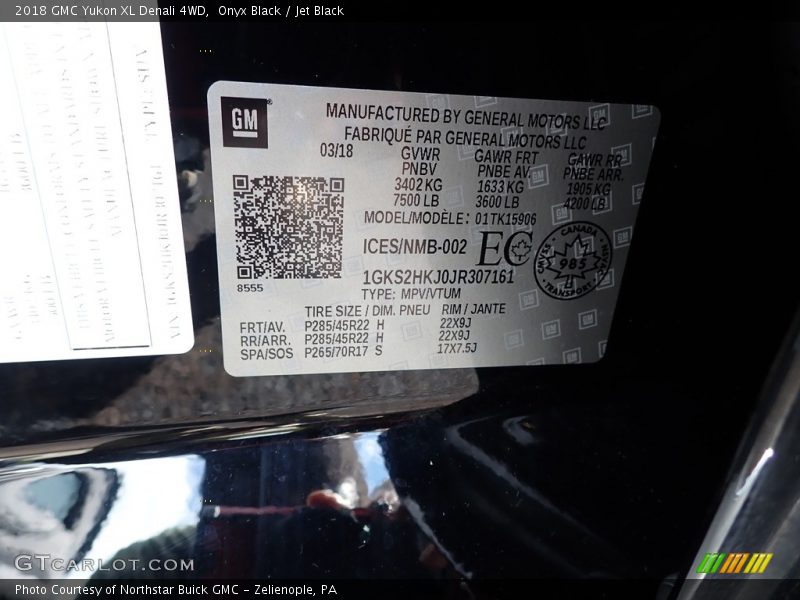 2018 GMC Yukon XL Denali 4WD,  Onyx Black / Jet Black
GM
MANUFACTURED BY GENERAL MOTORS LLC
FABRIQUÉ PAR GENERAL MOTORS LLC
03/18 GVWR GAWR FRT GAWR RR
PNBV PNBE AV. PNBE ARR.
3402 KG 1633 KG 1905 KG
7500 LB 3600 LB 4200 LB
MODEL/MODÈLE: 01TK15906
ICES/NMB-002 EC
CANADA
985
TRANSPORT
1GKS2HKJ0JR307161
8555
TYPE: MPV/VTUM
TIRE SIZE / DIM. PNEU RIM / JANTE
FRT/AV. P285/45R22 H 22X9J
RR/ARR. P285/45R22 H 22X9J
SPA/SOS P265/70R17 S 17X7.5J
GTCARLOT.COM
Photo Courtesy of Northstar Buick GMC - Zelienople, PA